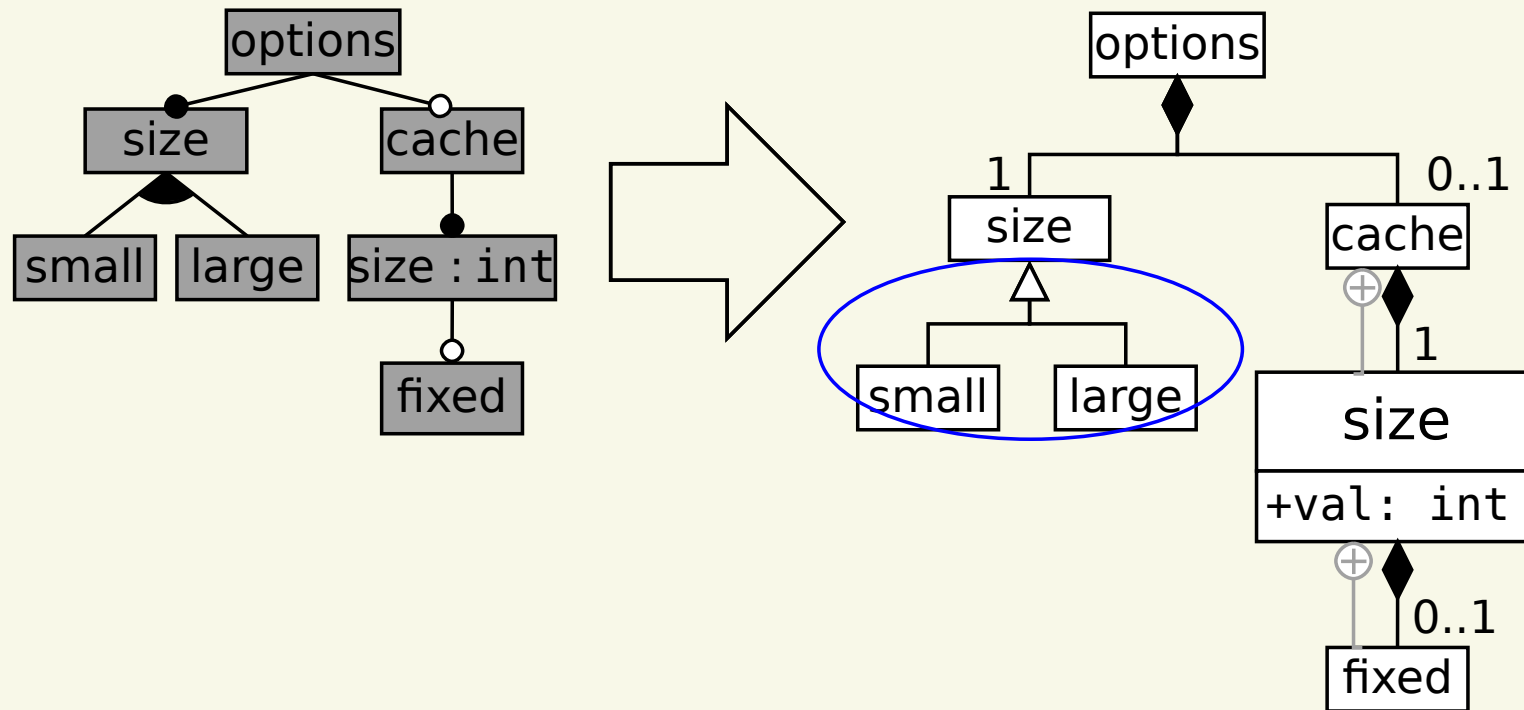 options
size
cache
small
large
size : int
fixed
options
1
0..1
size
cache
1
small
large
size
+val: int
0..1
fixed